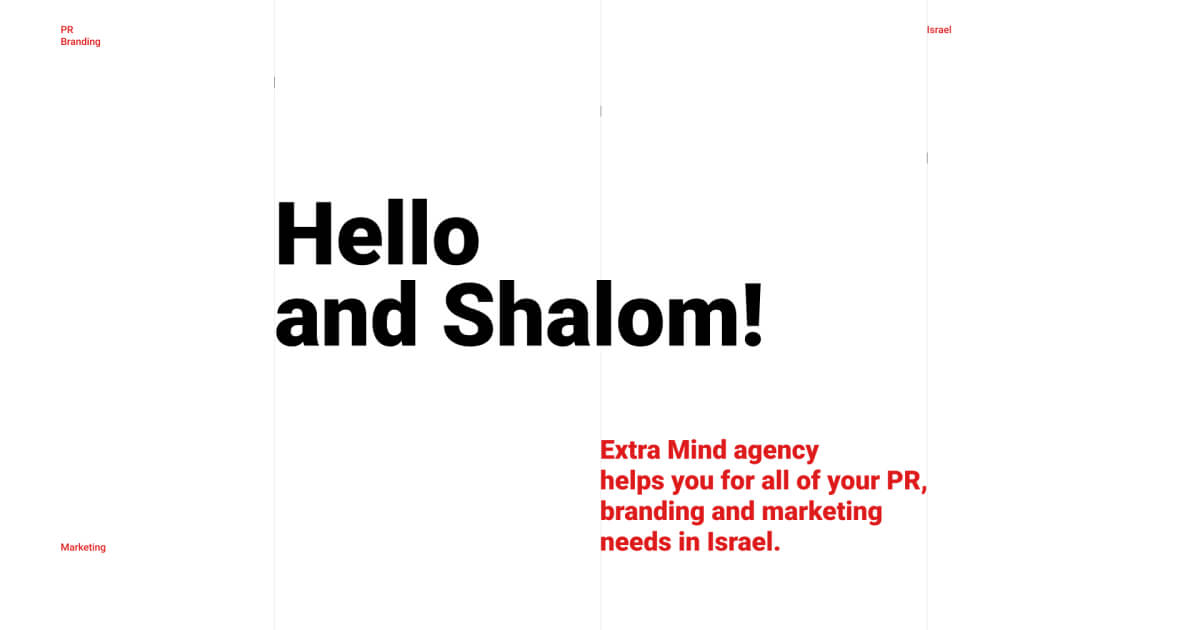 PR
Branding
Israel
Hello
and Shalom!
Extra Mind agency
helps you for all of your PR,
branding and marketing
needs in Israel.
Marketing